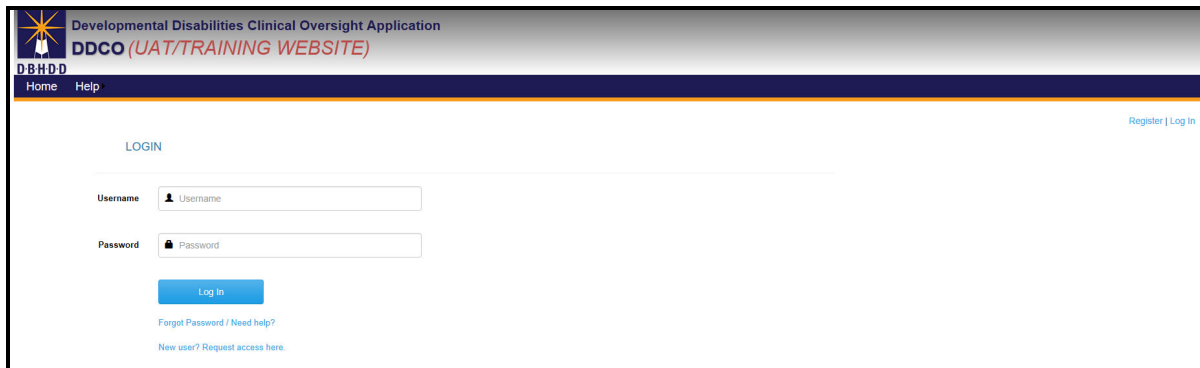 Developmental Disabilities Clinical Oversight Application
DDCO (UAT/TRAINING WEBSITE)
D·B·H·D·D
Home Help
Register | Log In
LOGIN
Username Username
Password Password
Log In
Forgot Password / Need help?
New user? Request access here.